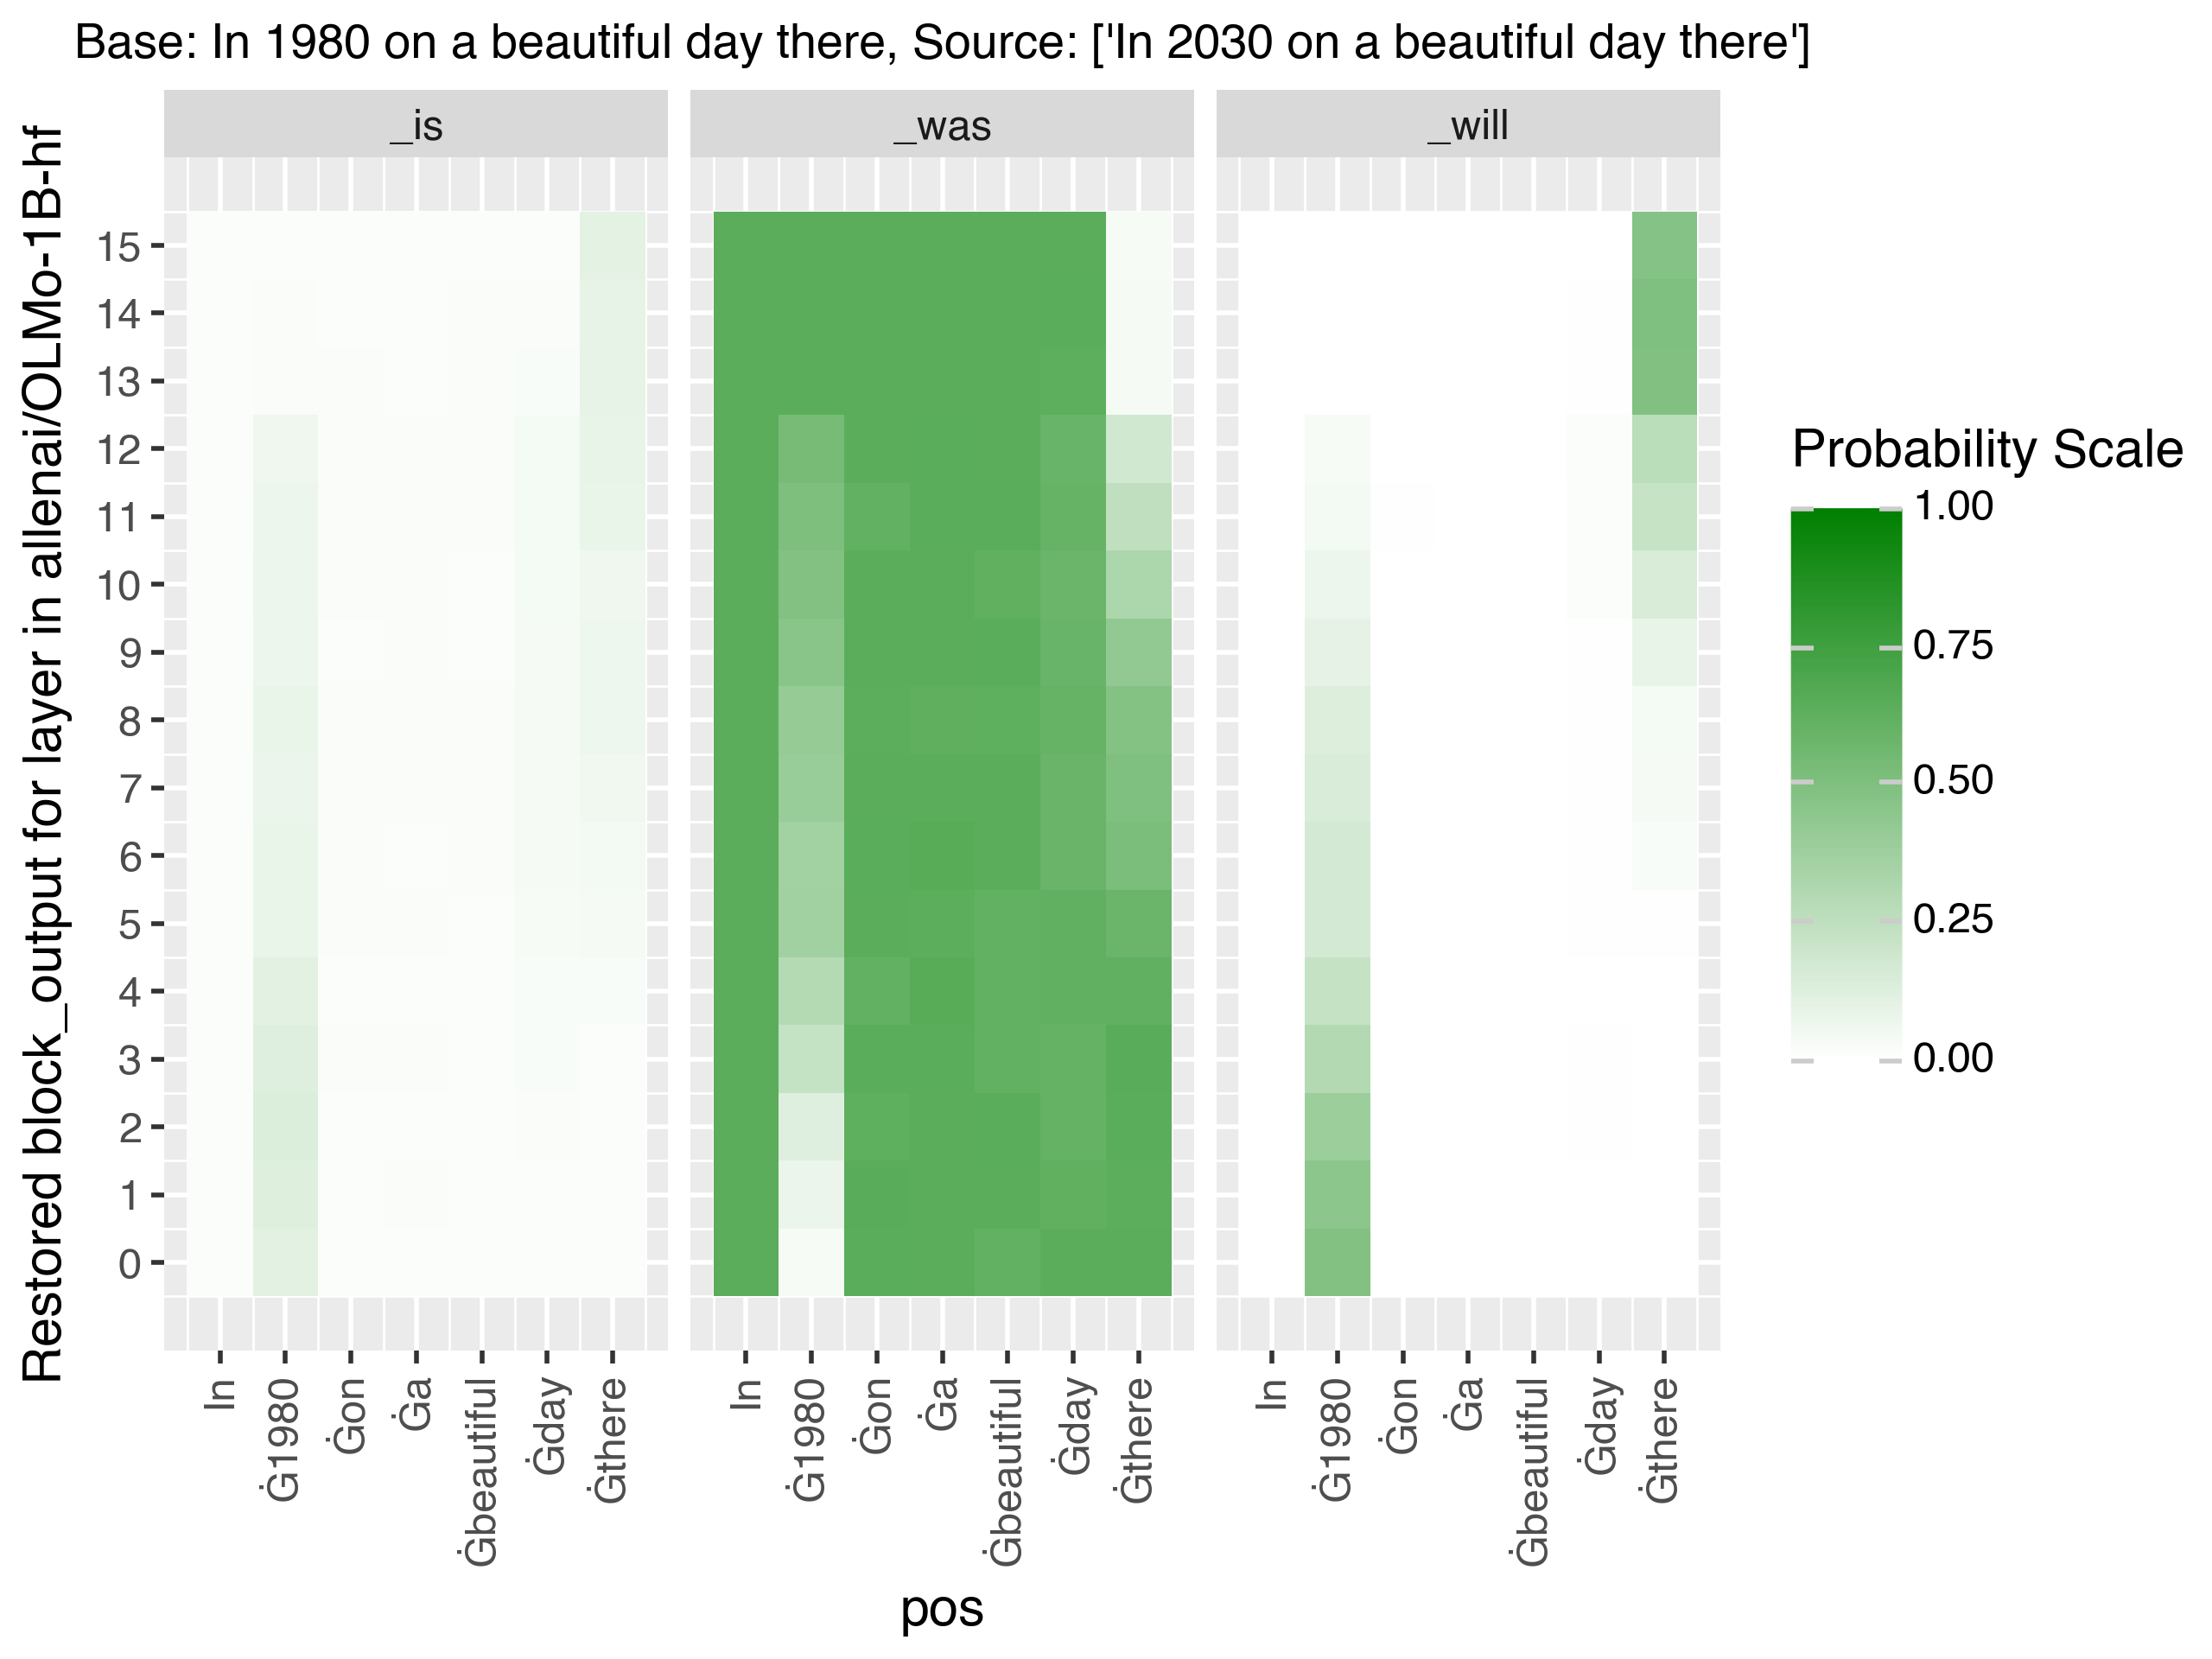 Base: In 1980 on a beautiful day there, Source: ['In 2030 on a beautiful day there']
_is
_was
_will
Restored block_output for layer in allenai/OLMo-1B-hf
15
14
13
12
11
10
9
8
7
6
5
4
3
2
1
0
In
Ġ1980
Ġon
Ġa
Ġbeautiful
Ġday
Ġthere
In
Ġ1980
Ġon
Ġa
Ġbeautiful
Ġday
Ġthere
In
Ġ1980
Ġon
Ġa
Ġbeautiful
Ġday
Ġthere
pos
Probability Scale
1.00
0.75
0.50
0.25
0.00